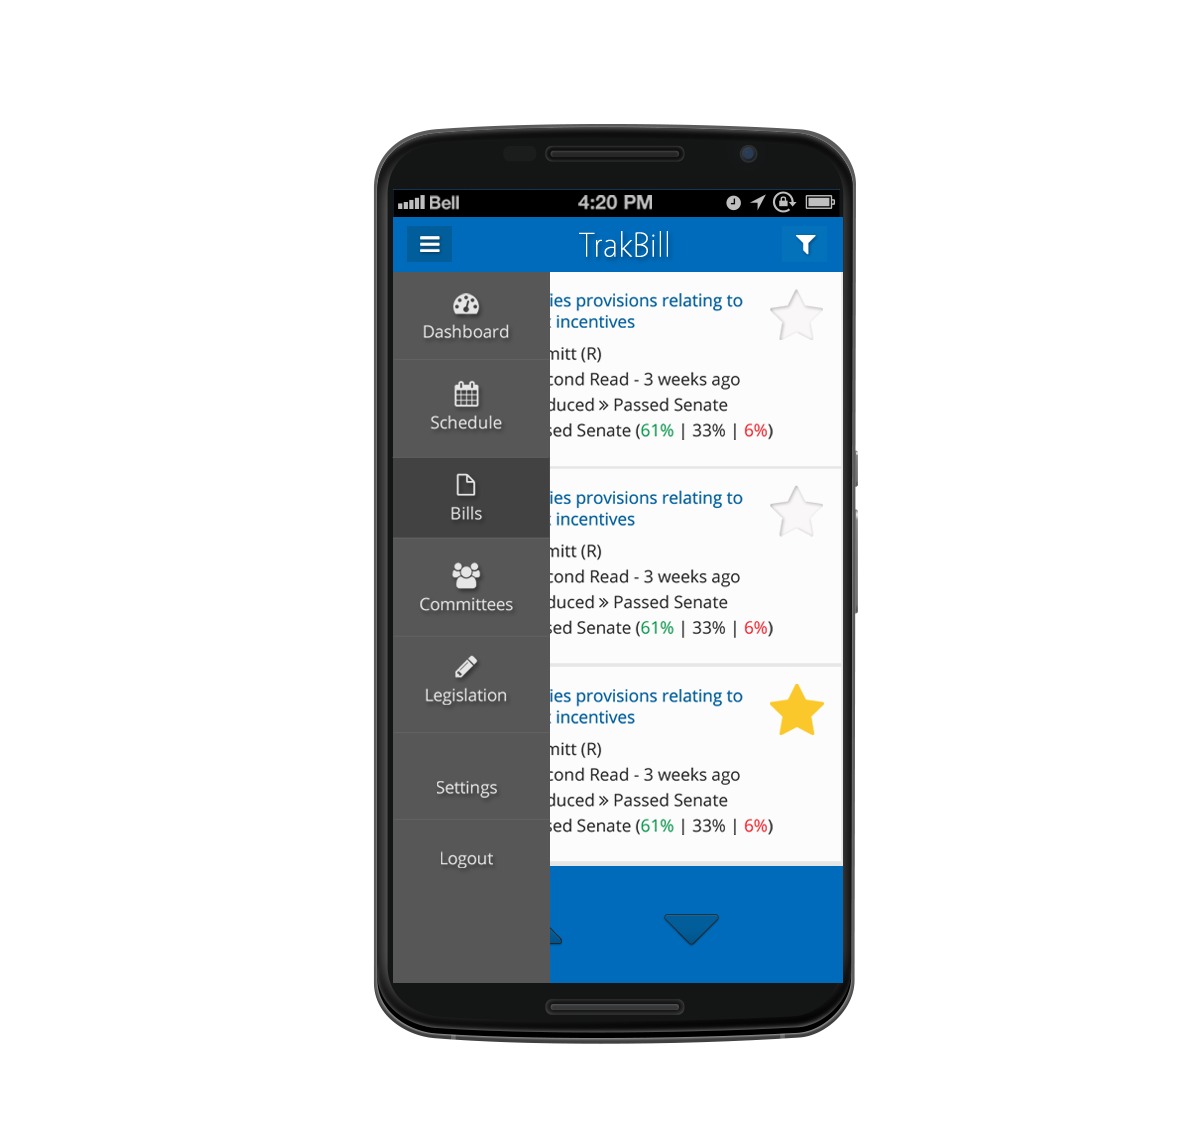 Bell 4:20 PM
TrakBill
Dashboard
Schedule
Bills
Committees
Legislation
Settings
Logout
ies provisions relating to
incentives
mitt (R)
cond Read - 3 weeks ago
duced » Passed Senate
sed Senate (61% | 33% | 6%)
ies provisions relating to
incentives
mitt (R)
cond Read - 3 weeks ago
duced » Passed Senate
sed Senate (61% | 33% | 6%)
ies provisions relating to
incentives
mitt (R)
cond Read - 3 weeks ago
duced » Passed Senate
sed Senate (61% | 33% | 6%)